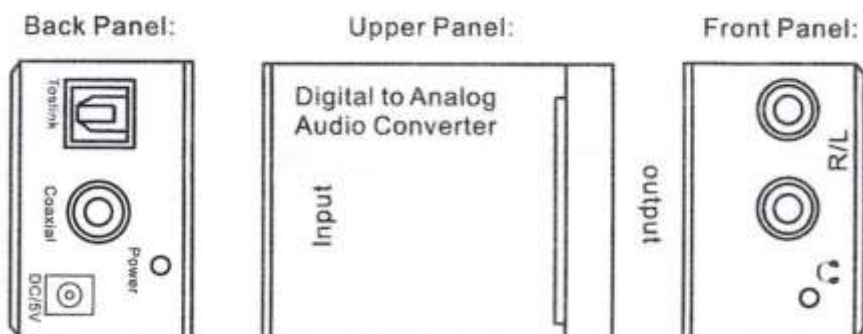 Back Panel:
Upper Panel:
Front Panel:
Toslink
Coaxial
Power
DC/5V
Digital to Analog
Audio Converter
Input
output
R/L